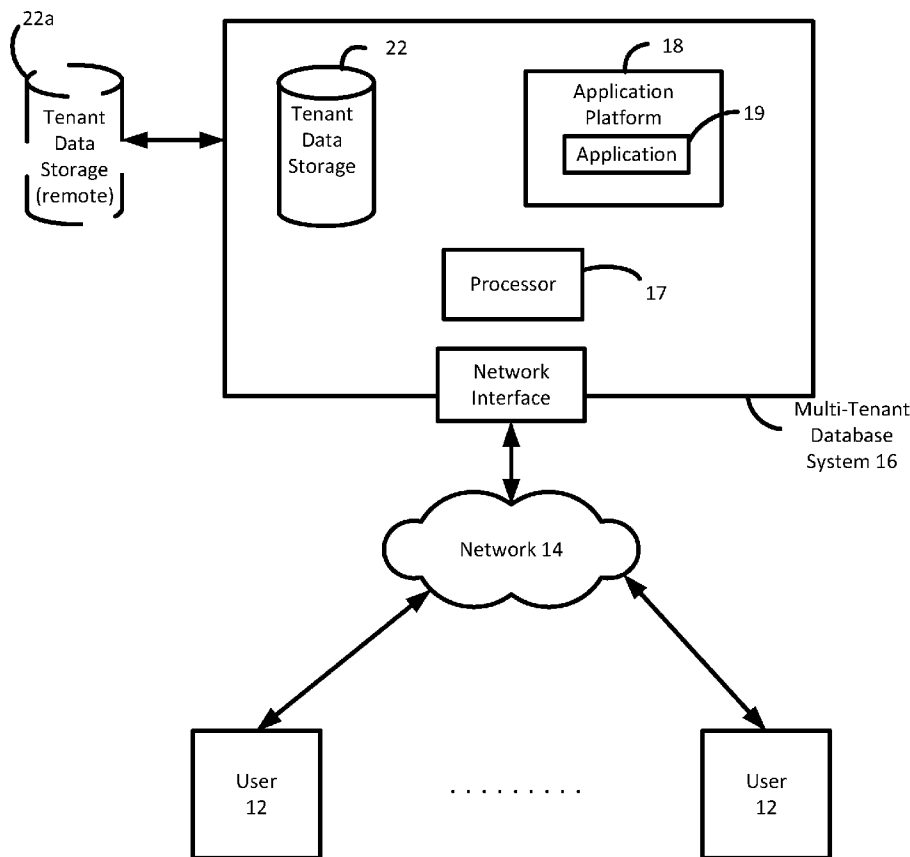 22a
Tenant
Data
Storage
(remote)
22
Tenant
Data
Storage
18
Application
Platform
19
Application
Processor
17
Network
Interface
Multi-Tenant
Database
System 16
Network 14
User
12
.........
User
12